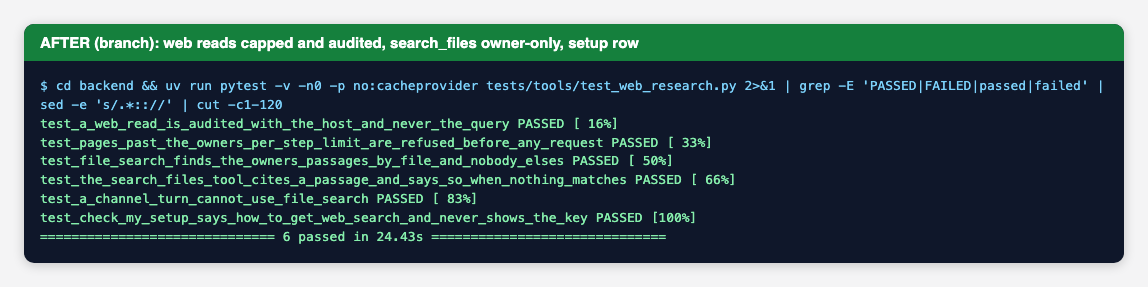 AFTER (branch): web reads capped and audited, search_files owner-only, setup row
$ cd backend && uv run pytest -v -n0 -p no:cacheprovider tests/tools/test_web_research.py 2>&1 | grep -E 'PASSED|FAILED|passed|failed' |
sed -e 's/.*:://' | cut -c1-120
test_a_web_read_is_audited_with_the_host_and_never_the_query PASSED [ 16%]
test_pages_past_the_owners_per_step_limit_are_refused_before_any_request PASSED [ 33%]
test_file_search_finds_the_owners_passages_by_file_and_nobody_elses PASSED [ 50%]
test_the_search_files_tool_cites_a_passage_and_says_so_when_nothing_matches PASSED [ 66%]
test_a_channel_turn_cannot_use_file_search PASSED [ 83%]
test_check_my_setup_says_how_to_get_web_search_and_never_shows_the_key PASSED [100%]
============================== 6 passed in 24.43s ==============================